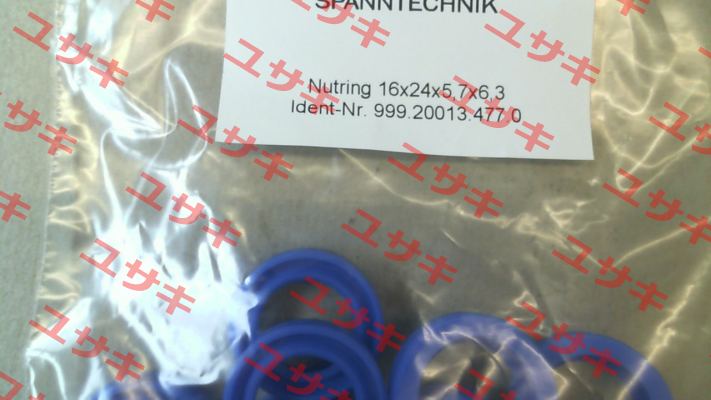 SPANNTECHNIK
Nutring 16x24x5,7x6,3
Ident-Nr. 999.20013.477.0
ユサキ